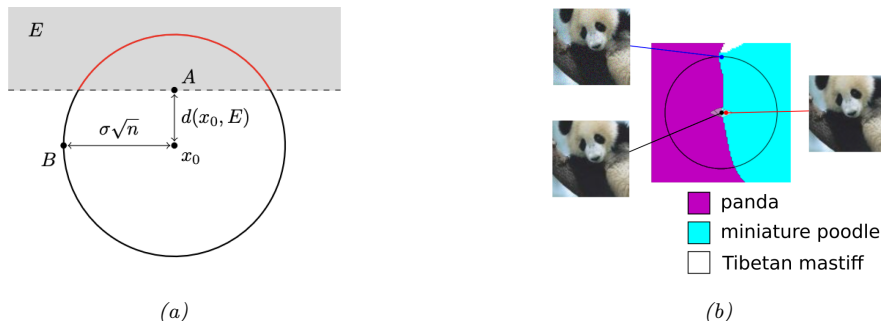 E
A
d(x₀, E)
σ√n
B
x₀
(a)
panda
miniature poodle
Tibetan mastiff
(b)